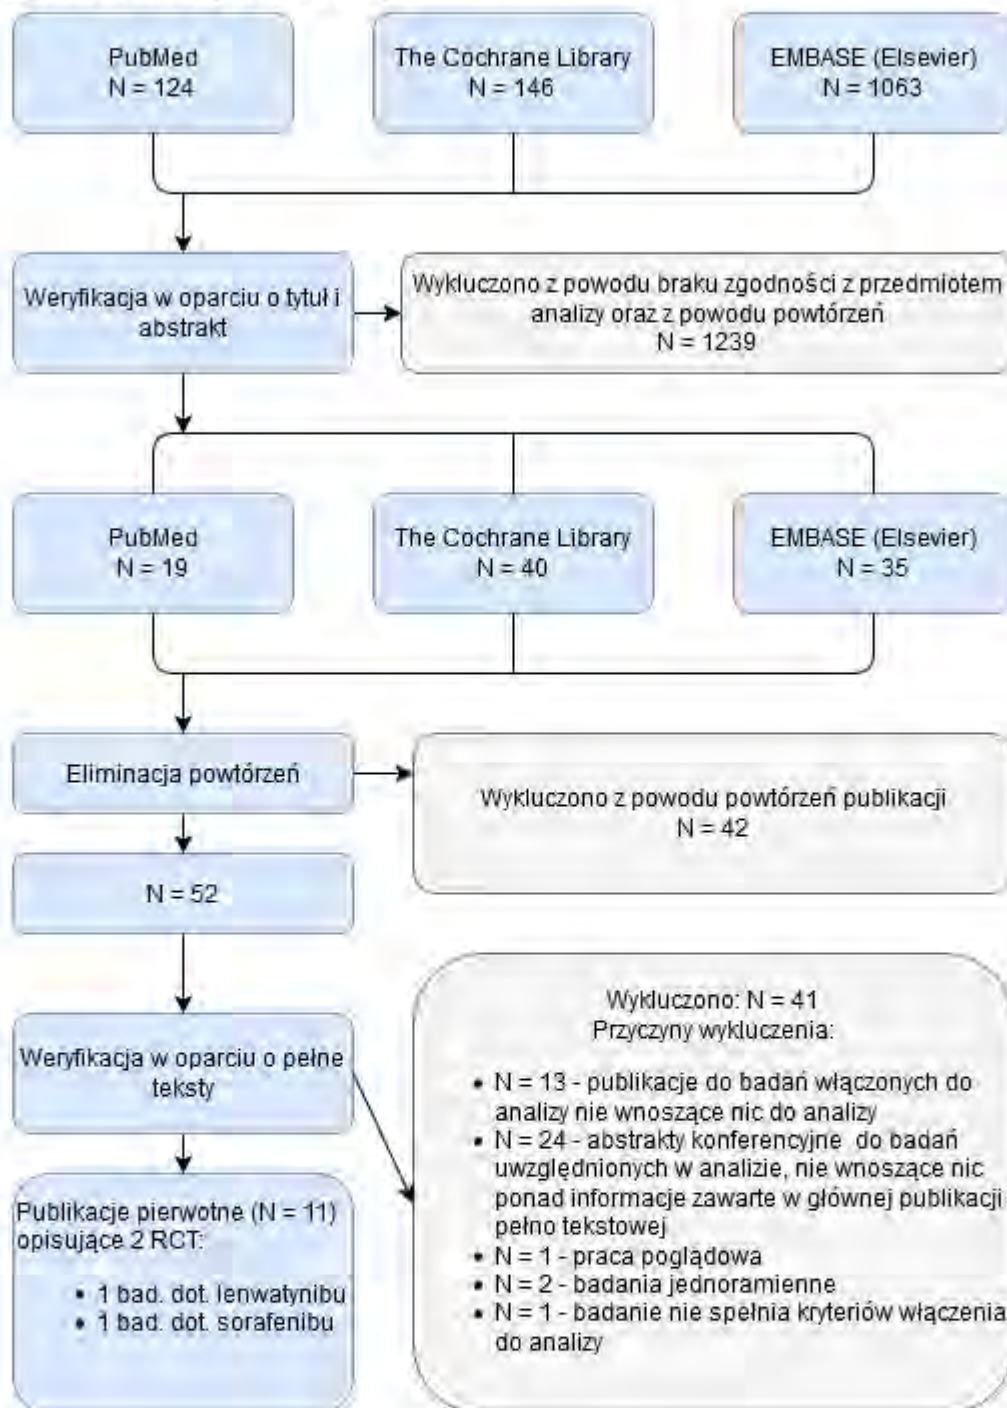 PubMed
N = 124
The Cochrane Library
N = 146
EMBASE (Elsevier)
N = 1063
Weryfikacja w oparciu o tytuł i
abstrakt
Wykluczono z powodu braku zgodności z przedmiotem
analizy oraz z powodu powtórzeń
N = 1239
PubMed
N = 19
The Cochrane Library
N = 40
EMBASE (Elsevier)
N = 35
Eliminacja powtórzeń
Wykluczono z powodu powtórzeń publikacji
N = 42
N = 52
Weryfikacja w oparciu o pełne
teksty
Wykluczono: N = 41
Przyczyny wykluczenia:
• N = 13 - publikacje do badań włączonych do
analizy nie wnoszące nic do analizy
• N = 24 - abstrakty konferencyjne do badań
uwzględnionych w analizie, nie wnoszące nic
ponad informacje zawarte w głównej publikacji
pełno tekstowej
• N = 1 - praca poglądowa
• N = 2 - badania jednoramienne
• N = 1 - badanie nie spełnia kryteriów włączenia
do analizy
Publikacje pierwotne (N = 11)
opisujące 2 RCT:
• 1 bad. dot. lenwatynibu
• 1 bad. dot. sorafenibu